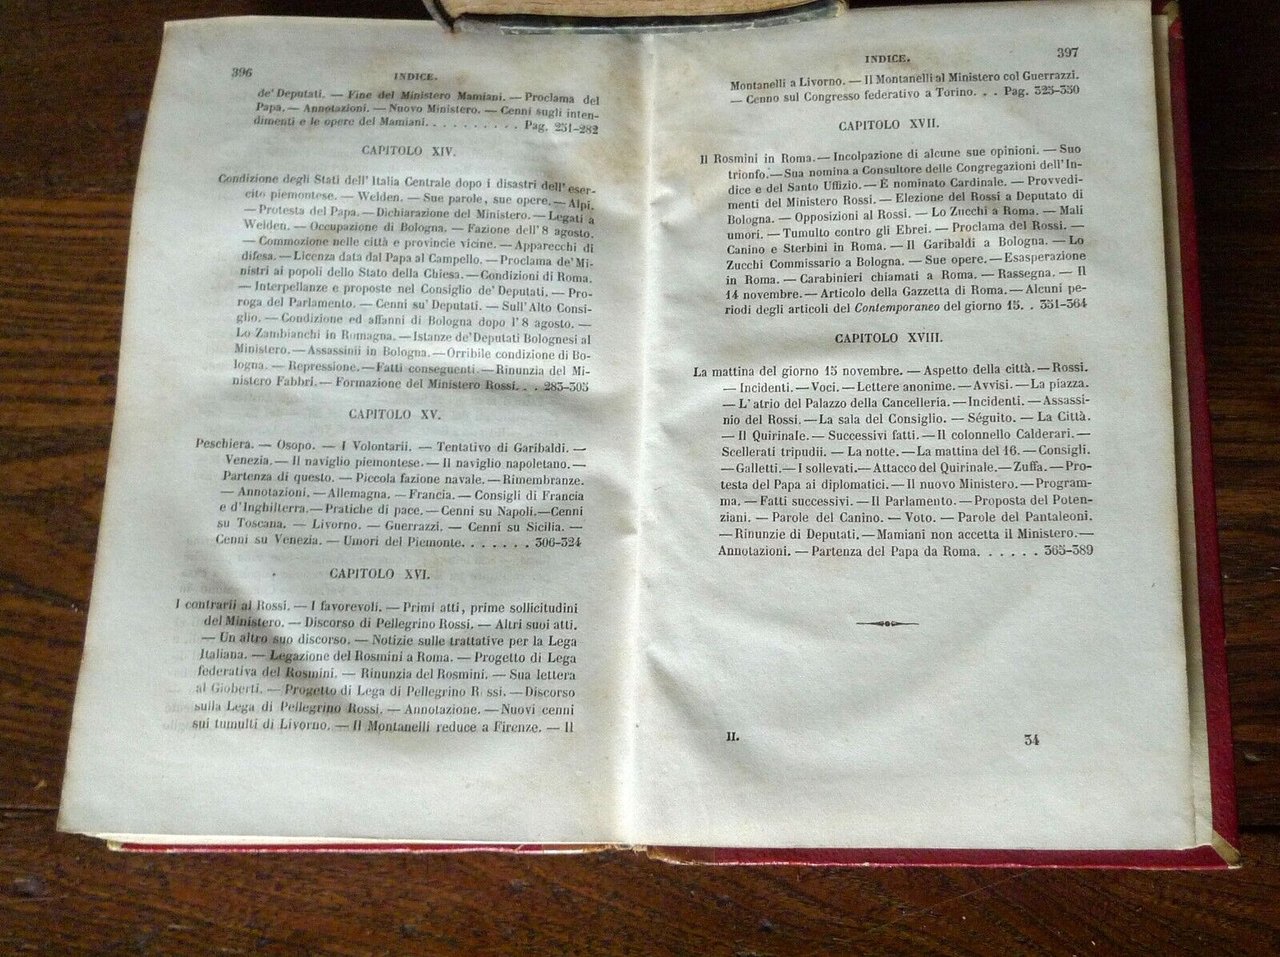 396
INDICE.
de' Deputati. — Fine del Ministero Mamiani. — Proclama del
Papa. — Annotazioni. — Nuovo Ministero. — Cenni sugli inten-
dimenti e le opere del Mamiani. . . . . . . . . . Pag. 251-282
CAPITOLO XIV.
Condizione degli Stati dell'Italia Centrale dopo i disastri dell'eser-
cito piemontese. — Welden. — Sue parole, sue opere. — Alpi.
— Protesta del Papa. — Dichiarazione del Ministero. — Legati a
Welden. — Occupazione di Bologna. — Fazione dell'8 agosto.
— Commozione nelle città e provincie vicine. — Apparecchi di
difesa. — Licenza data dal Papa al Campello. — Proclama de' Mi-
nistri ai popoli dello Stato della Chiesa. — Condizioni di Roma.
— Interpellanze e proposte nel Consiglio de' Deputati. — Pro-
roga del Parlamento. — Cenni su' Deputati. — Sull'Alto Consi-
glio. — Condizione ed affanni di Bologna dopo l'8 agosto. —
Lo Zambianchi in Romagna. — Istanze de' Deputati Bolognesi al
Ministero. — Assassinii in Bologna. — Orribile condizione di Bo-
logna. — Repressione. — Fatti conseguenti. — Rinunzia del Mi-
nistero Fabbri. — Formazione del Ministero Rossi. . . 283-305
CAPITOLO XV.
Peschiera. — Osopo. — I Volontarii. — Tentativo di Garibaldi. —
Venezia. — Il naviglio piemontese. — Il naviglio napoletano. —
Partenza di questo. — Piccola fazione navale. — Rimembranze.
— Annotazioni. — Allemagna. — Francia. — Consigli di Francia
e d'Inghilterra. — Pratiche di pace. — Cenni su Napoli. — Cenni
su Toscana. — Livorno. — Guerrazzi. — Cenni su Sicilia. —
Cenni su Venezia. — Umori del Piemonte. . . . . . . 306-324
CAPITOLO XVI.
I contrarii al Rossi. — I favorevoli. — Primi atti, prime sollicitudini
del Ministero. — Discorso di Pellegrino Rossi. — Altri suoi atti.
— Un altro suo discorso. — Notizie sulle trattative per la Lega
Italiana. — Legazione del Rosmini a Roma. — Progetto di Lega
federativa del Rosmini. — Rinunzia del Rosmini. — Sua lettera
al Gioberti. — Progetto di Lega di Pellegrino Rossi. — Discorso
sulla Lega di Pellegrino Rossi. — Annotazione. — Nuovi cenni
sui tumulti di Livorno. — Il Montanelli reduce a Firenze. — Il
INDICE.
397
Montanelli a Livorno. — Il Montanelli al Ministero col Guerrazzi.
— Cenno sul Congresso federativo a Torino. . . Pag. 325-350
CAPITOLO XVII.
Il Rosmini in Roma. — Incolpazione di alcune sue opinioni. — Suo
trionfo. — Sua nomina a Consultore delle Congregazioni dell'In-
dice e del Santo Uffizio. — È nominato Cardinale. — Provvedi-
menti del Ministero Rossi. — Elezione del Rossi a Deputato di
Bologna. — Opposizioni al Rossi. — Lo Zucchi a Roma. — Mali
umori. — Tumulto contro gli Ebrei. — Proclama del Rossi. —
Canino e Sterbini in Roma. — Il Garibaldi a Bologna. — Lo
Zucchi Commissario a Bologna. — Sue opere. — Esasperazione
in Roma. — Carabinieri chiamati a Roma. — Rassegna. — Il
14 novembre. — Articolo della Gazzetta di Roma. — Alcuni pe-
riodi degli articoli del Contemporaneo del giorno 15. . 351-364
CAPITOLO XVIII.
La mattina del giorno 15 novembre. — Aspetto della città. — Rossi.
— Incidenti. — Voci. — Lettere anonime. — Avvisi. — La piazza.
— L'atrio del Palazzo della Cancelleria. — Incidenti. — Assassi-
nio del Rossi. — La sala del Consiglio. — Séguito. — La Città.
— Il Quirinale. — Successivi fatti. — Il colonnello Calderari. —
Scellerati tripudii. — La notte. — La mattina del 16. — Consigli.
— Galletti. — I sollevati. — Attacco del Quirinale. — Zuffa. — Pro-
testa del Papa ai diplomatici. — Il nuovo Ministero. — Program-
ma. — Fatti successivi. — Il Parlamento. — Proposta del Poten-
ziani. — Parole del Canino. — Voto. — Parole del Pantaleoni.
— Rinunzie di Deputati. — Mamiani non accetta il Ministero. —
Annotazioni. — Partenza del Papa da Roma. . . . . . 365-389
II.
34